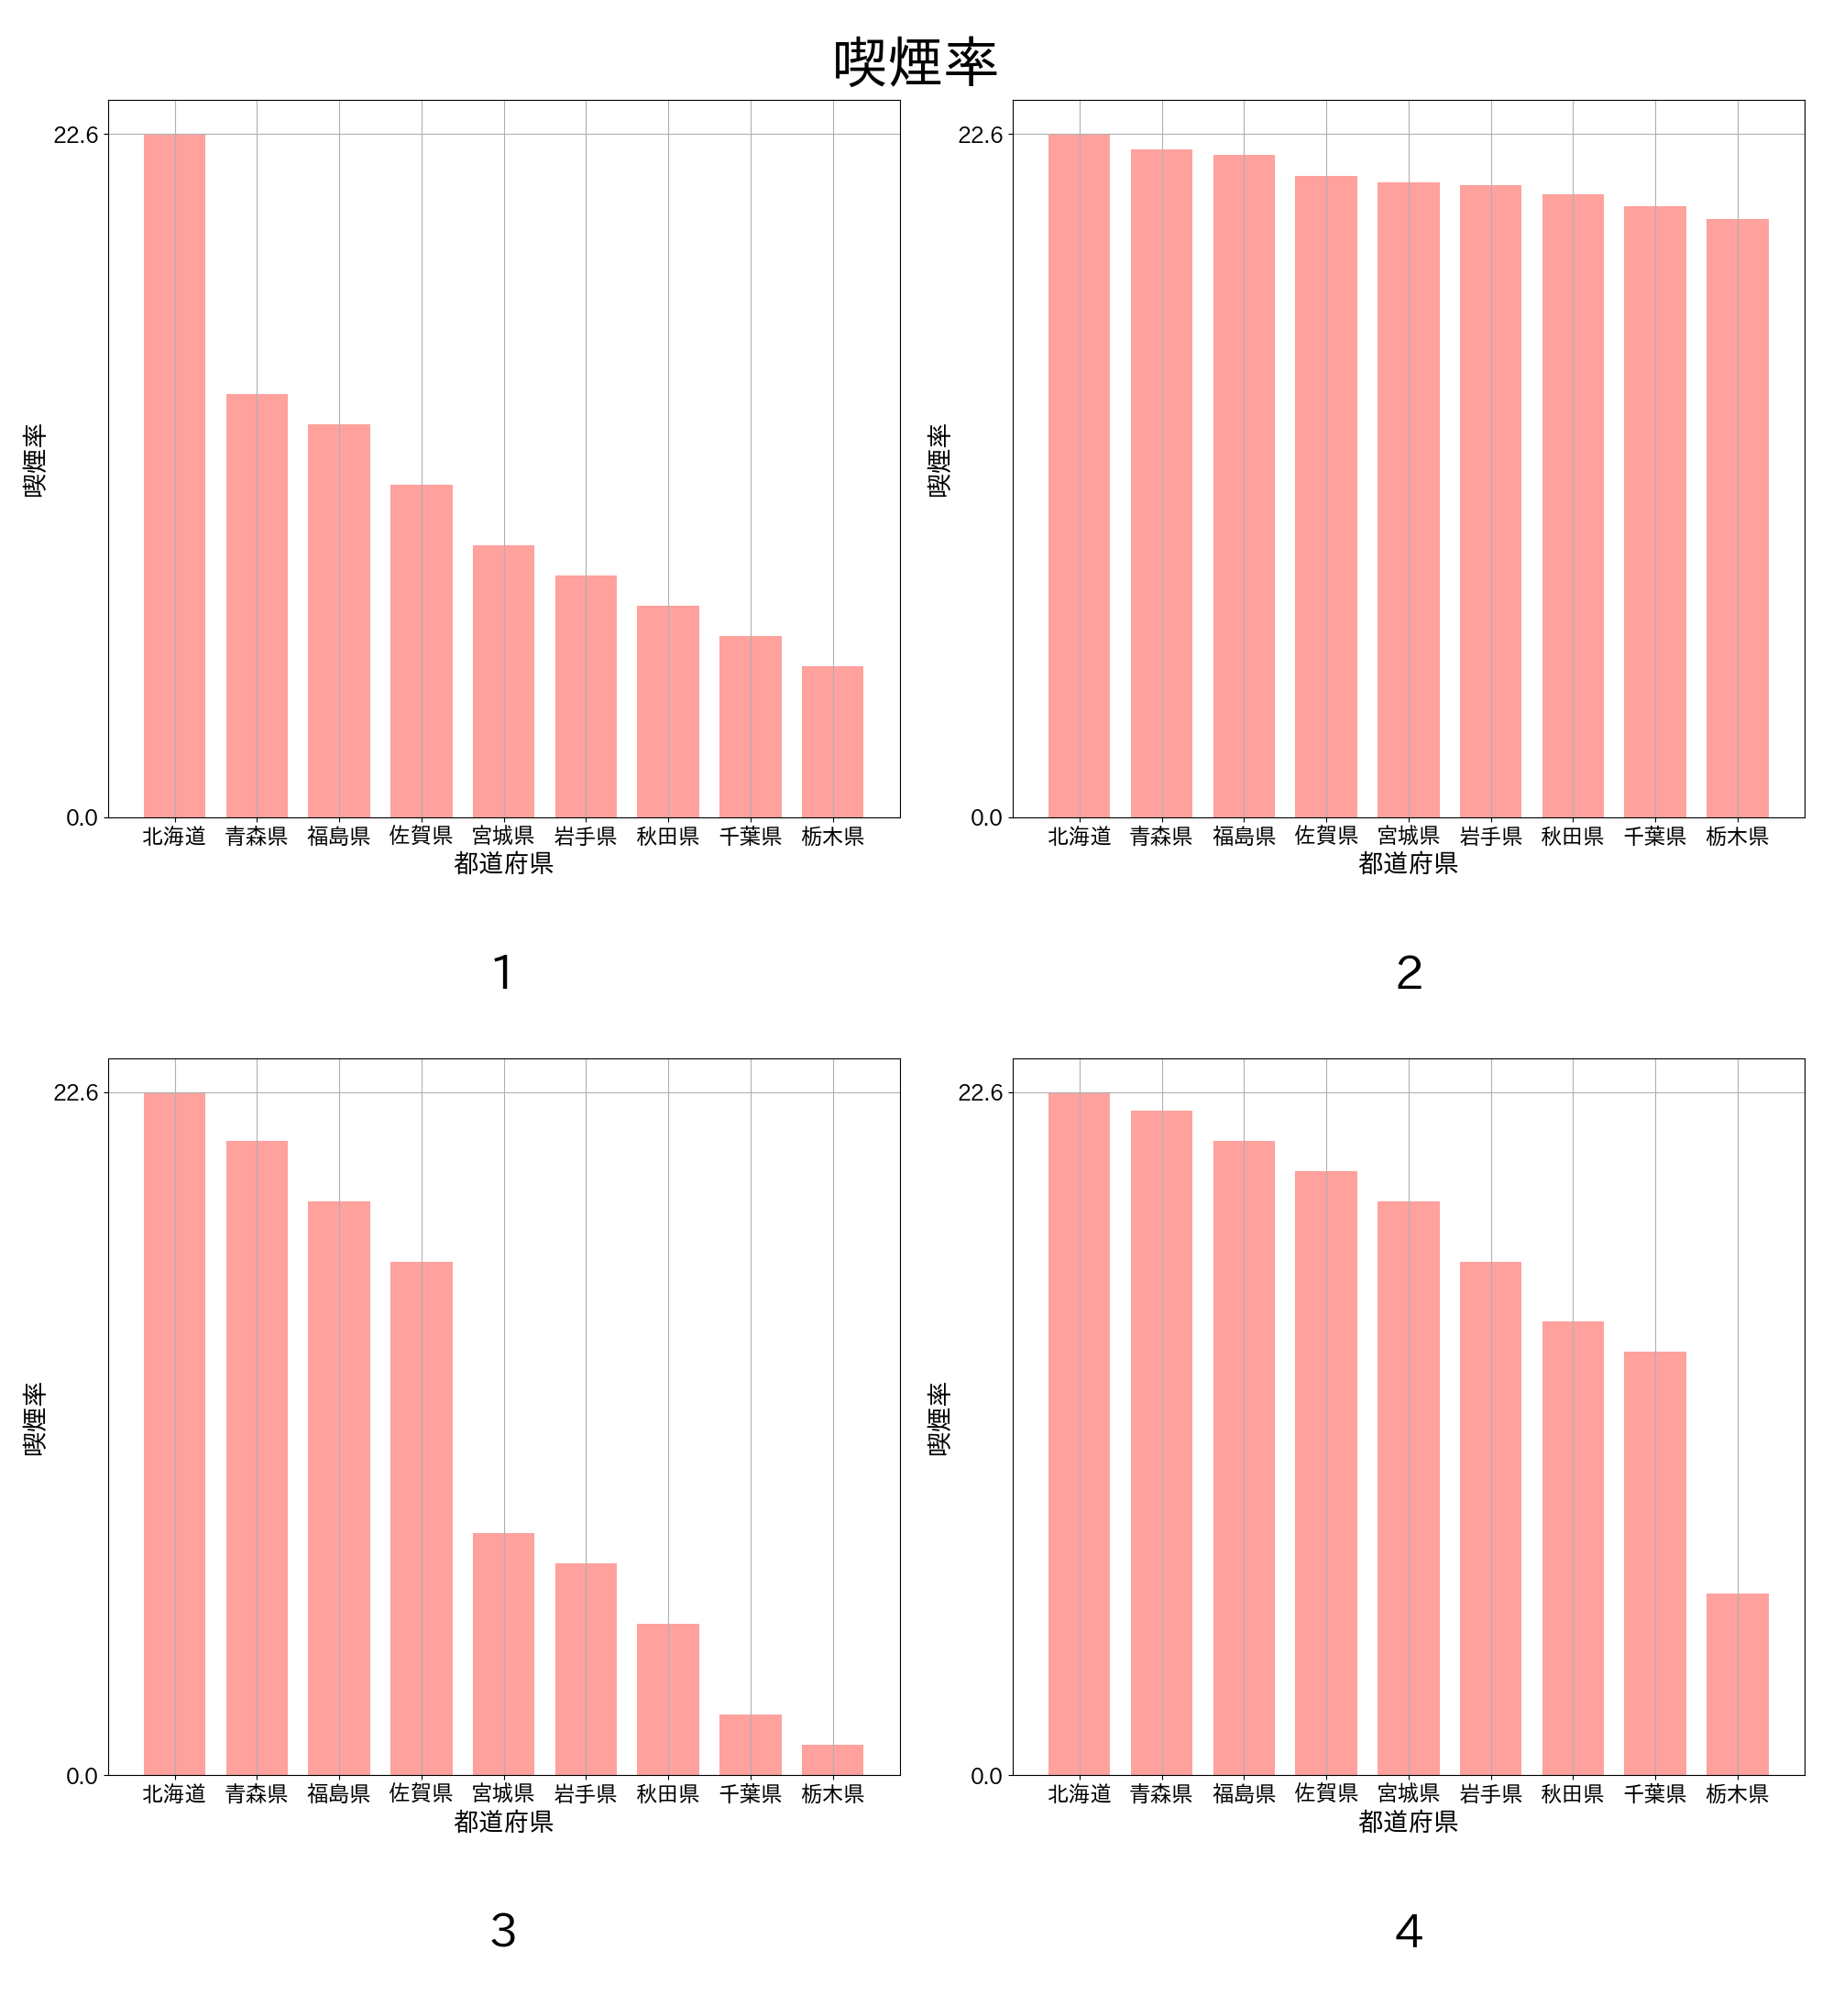 喫煙率
22.6
0.0
喫煙率
北海道 青森県 福島県 佐賀県 宮城県 岩手県 秋田県 千葉県 栃木県
都道府県
1
22.6
0.0
喫煙率
北海道 青森県 福島県 佐賀県 宮城県 岩手県 秋田県 千葉県 栃木県
都道府県
2
22.6
0.0
喫煙率
北海道 青森県 福島県 佐賀県 宮城県 岩手県 秋田県 千葉県 栃木県
都道府県
3
22.6
0.0
喫煙率
北海道 青森県 福島県 佐賀県 宮城県 岩手県 秋田県 千葉県 栃木県
都道府県
4